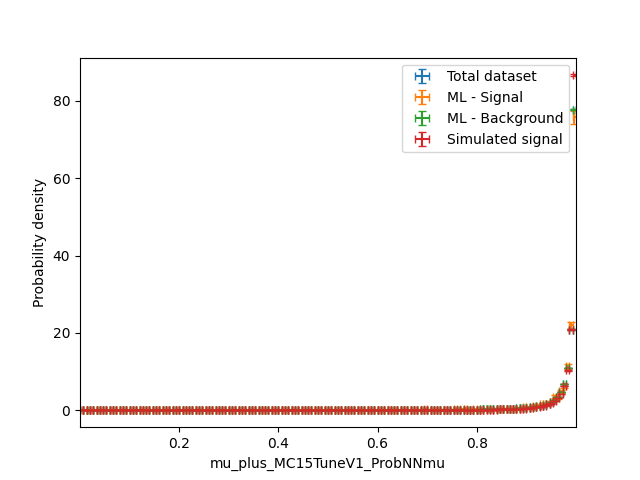 Total dataset
ML - Signal
ML - Background
Simulated signal
80
60
40
20
0
Probability density
0.2 0.4 0.6 0.8
mu_plus_MC15TuneV1_ProbNNmu